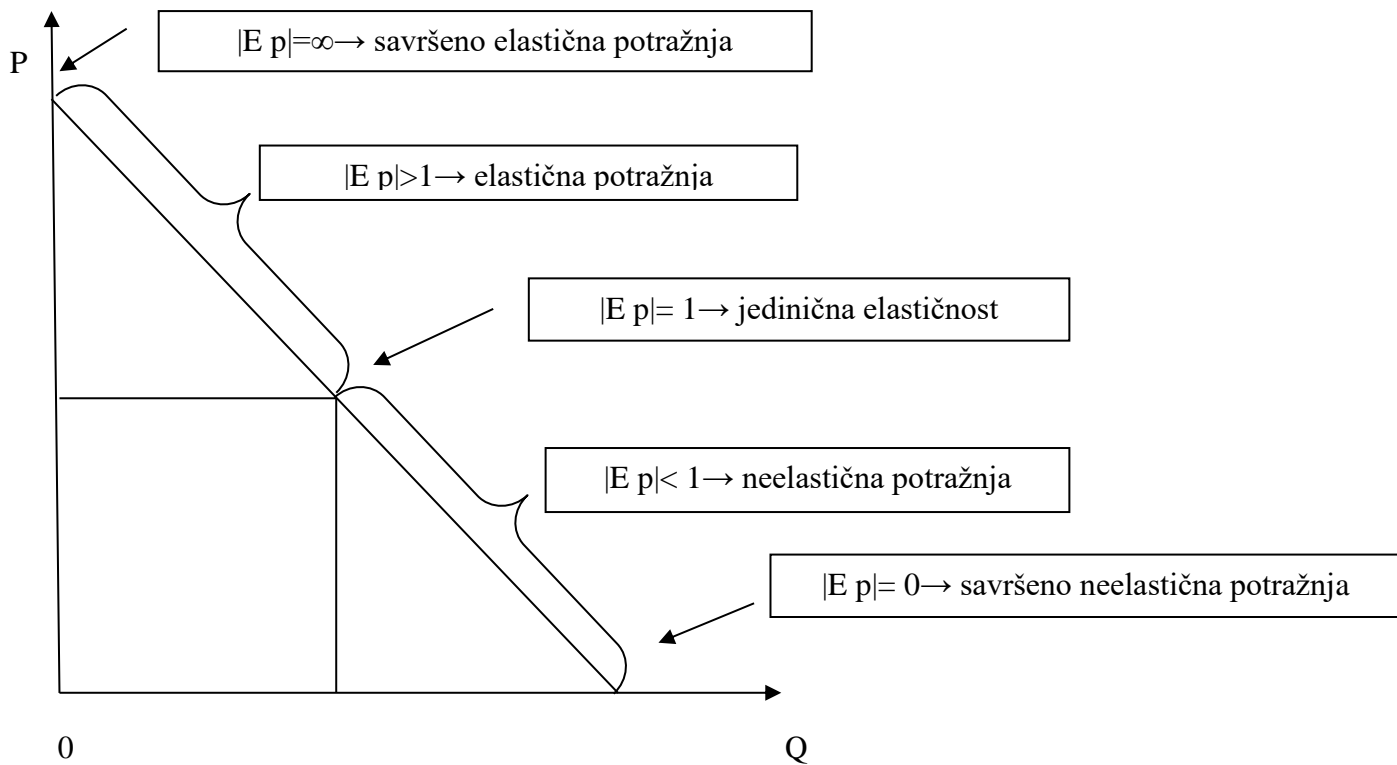 |E p|=∞→ savršeno elastična potražnja
P
|E p|>1→ elastična potražnja
|E p|= 1→ jedinična elastičnost
|E p|< 1→ neelastična potražnja
|E p|= 0→ savršeno neelastična potražnja
0
Q